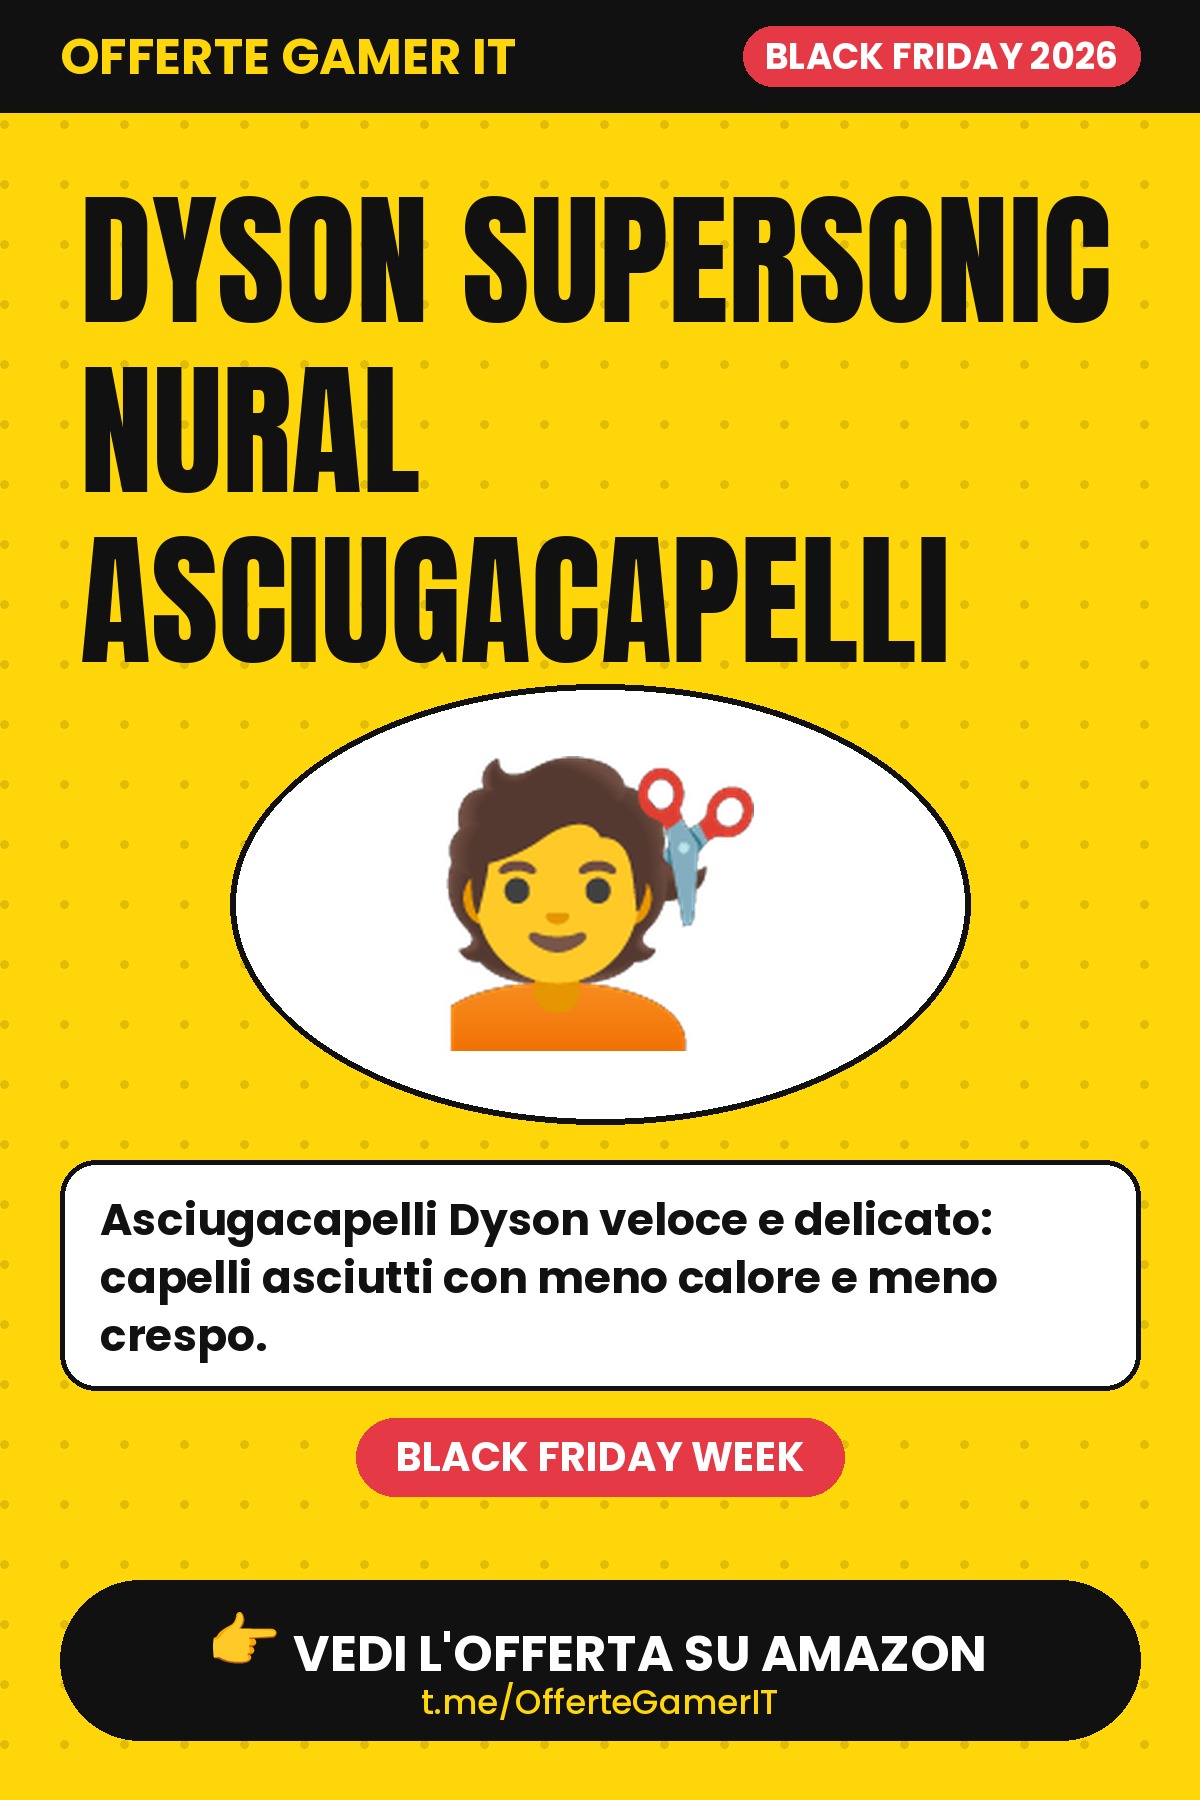 OFFERTE GAMER IT
BLACK FRIDAY 2026
DYSON SUPERSONIC
NURAL
ASCIUGACAPELLI
Asciugacapelli Dyson veloce e delicato:
capelli asciutti con meno calore e meno
crespo.
BLACK FRIDAY WEEK
👉 VEDI L'OFFERTA SU AMAZON
t.me/OfferteGamerIT